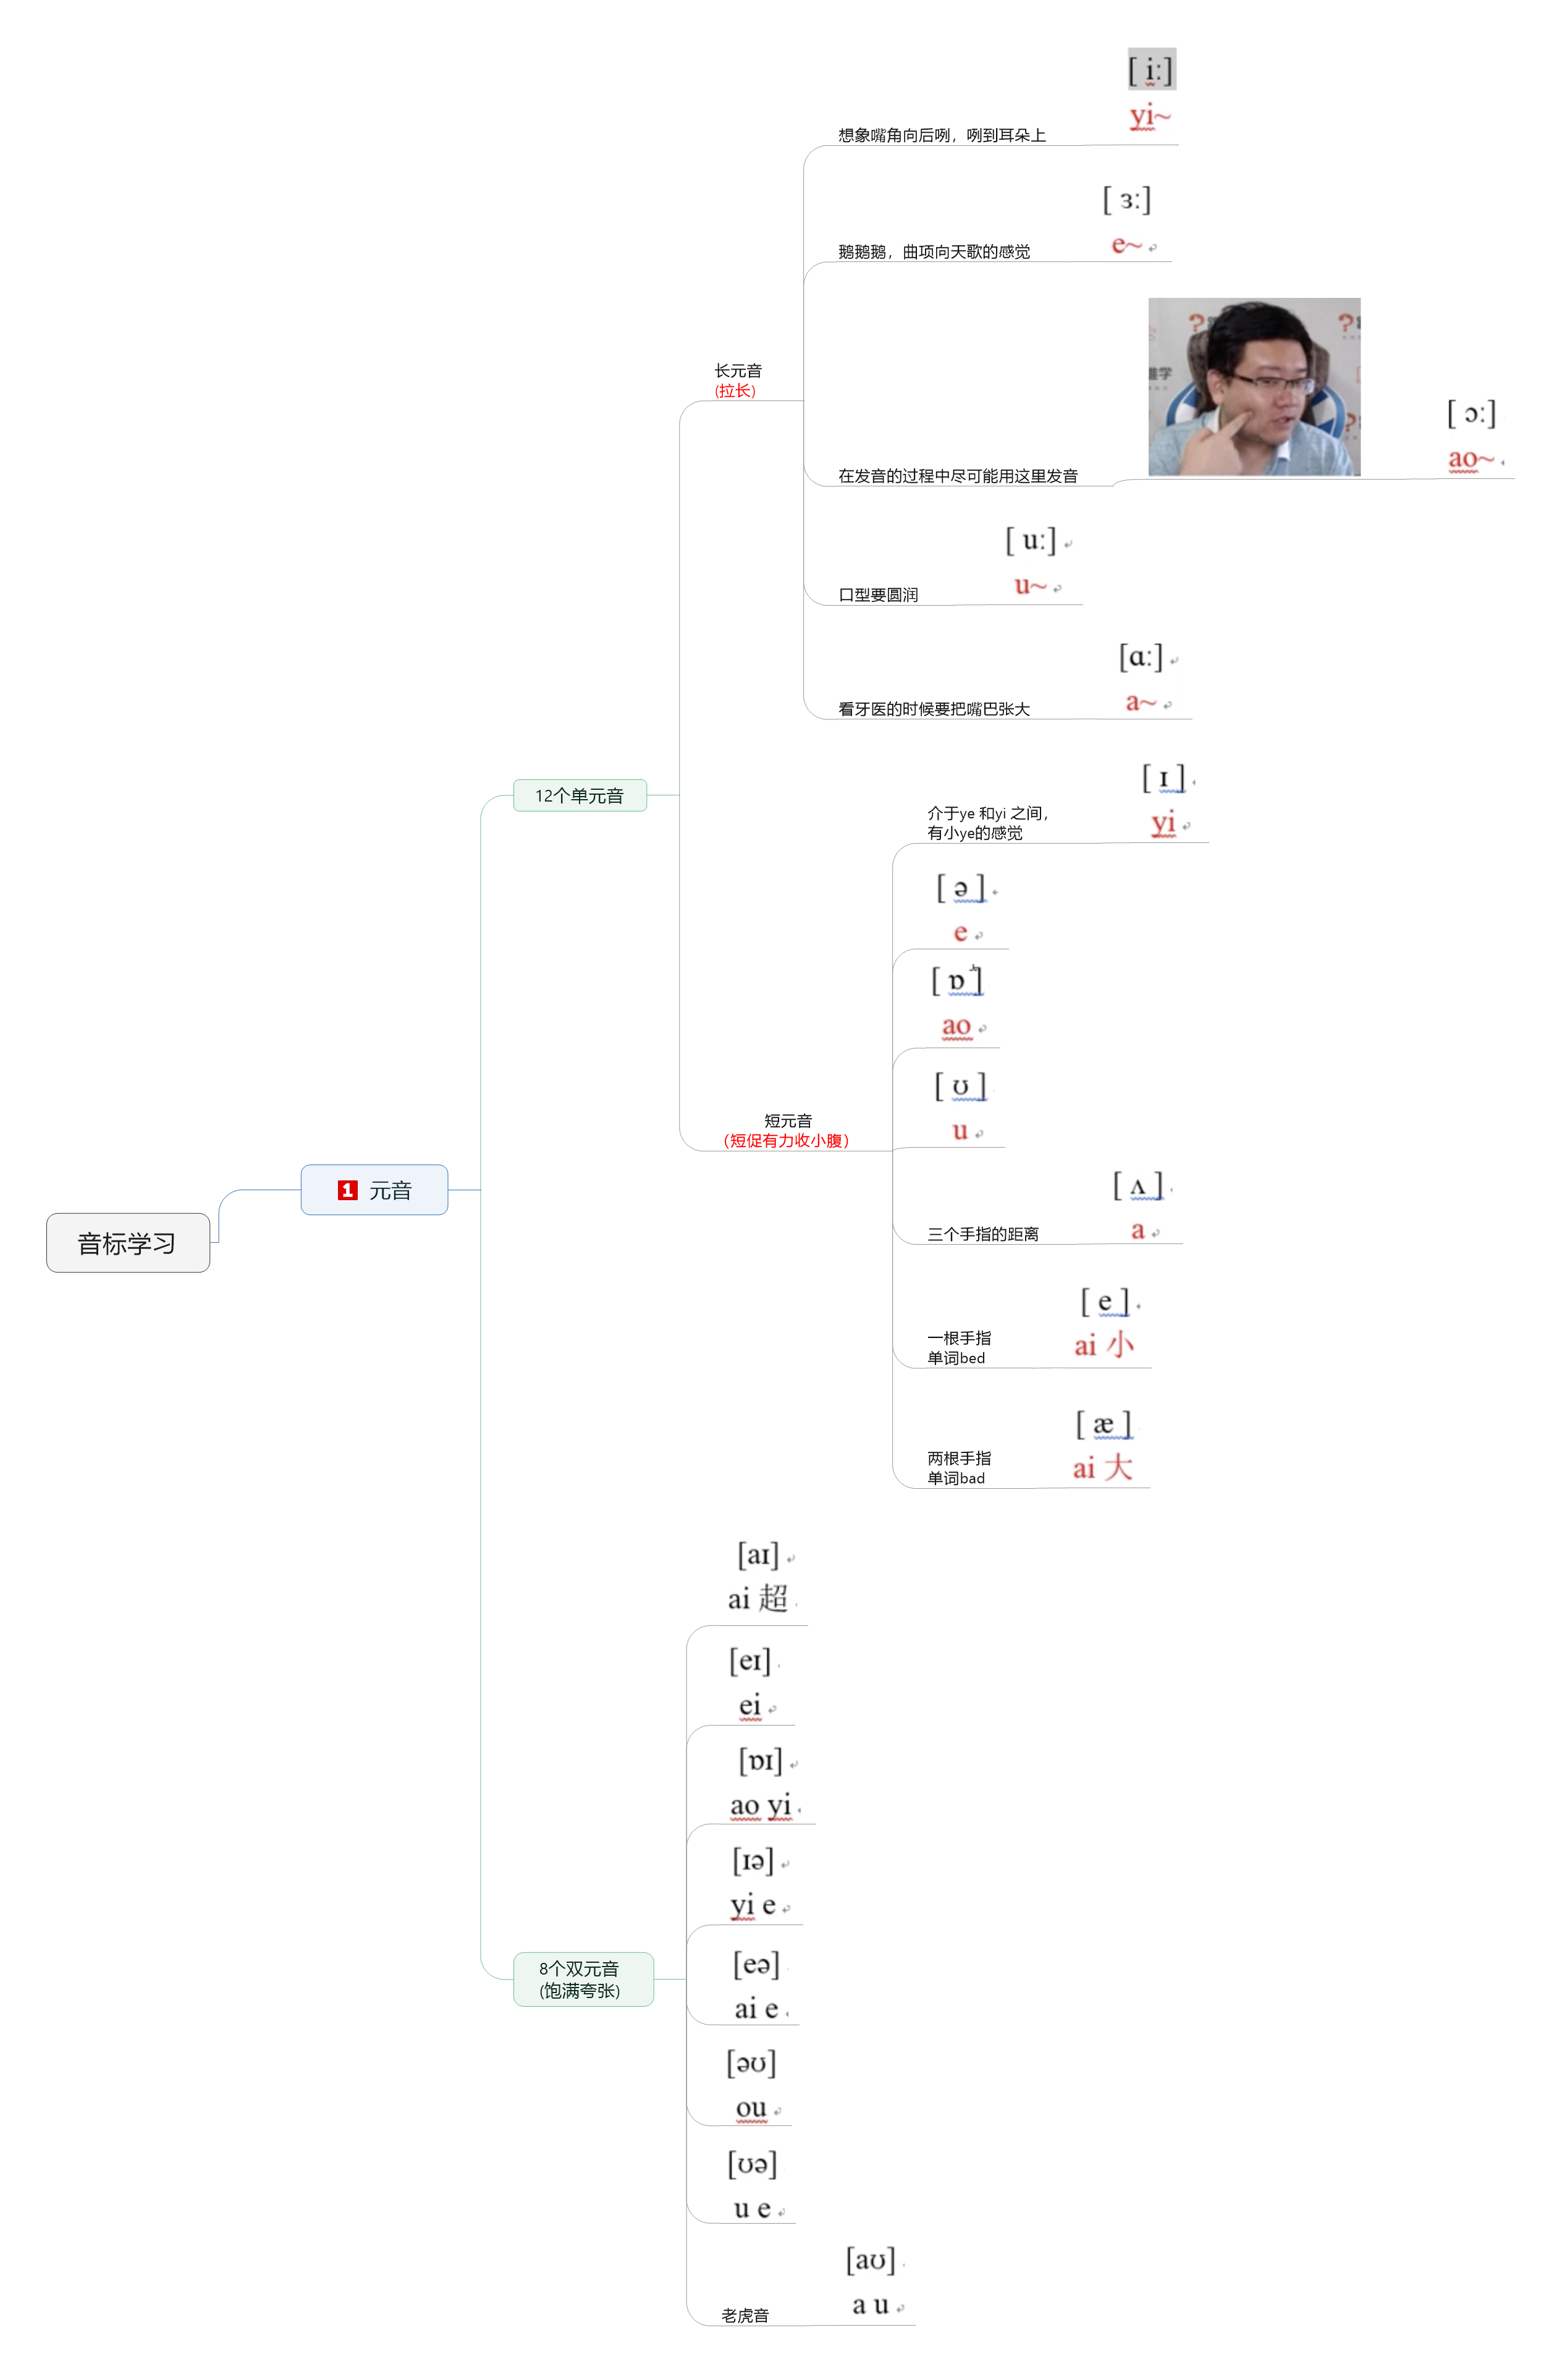 音标学习
1 元音
12个单元音
长元音
(拉长)
想象嘴角向后咧，咧到耳朵上
[ iː]
yi~
鹅鹅鹅，曲项向天歌的感觉
[ ɜː]
e~
在发音的过程中尽可能用这里发音
[ ɔː]
ao~
口型要圆润
[ uː]
u~
看牙医的时候要把嘴巴张大
[ɑː]
a~
短元音
（短促有力收小腹）
介于ye 和yi 之间，
有小ye的感觉
[ ɪ ]
yi
[ ə ]
e
[ ɒ ]
ao
[ ʊ ]
u
三个手指的距离
[ ʌ ]
a
一根手指
单词bed
[ e ]
ai 小
两根手指
单词bad
[ æ ]
ai 大
8个双元音
(饱满夸张)
[aɪ]
ai 超
[eɪ]
ei
[ɒɪ]
ao yi
[ɪə]
yi e
[eə]
ai e
[əʊ]
ou
[ʊə]
u e
老虎音
[aʊ]
a u